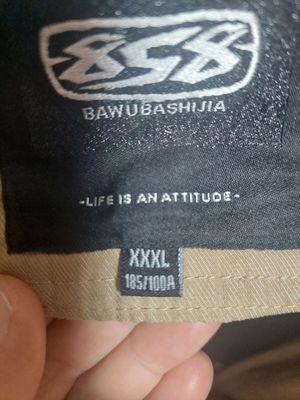 858
BAWUBASHIJIA
-LIFE IS AN ATTITUDE-
XXXL
185/100A